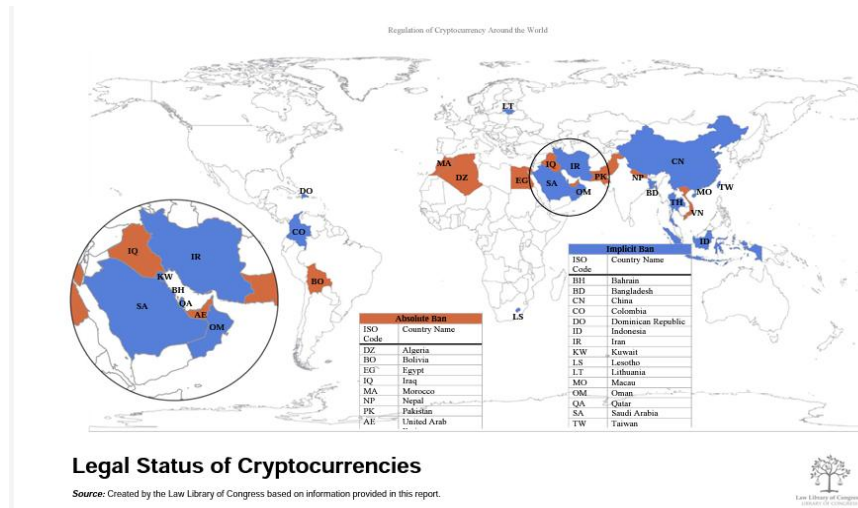 Regulation of Cryptocurrency Around the World
LT
MA
DZ
EG
IQ
IR
SA
OM
PK
NP
CN
BD
MO
TW
TH
VN
ID
DO
CO
BO
LS
IQ
IR
KW
BH
QA
SA
AE
OM
Absolute Ban
ISO Code Country Name
DZ Algeria
BO Bolivia
EG Egypt
IQ Iraq
MA Morocco
NP Nepal
PK Pakistan
AE United Arab
Implicit Ban
ISO Code Country Name
BH Bahrain
BD Bangladesh
CN China
CO Colombia
DO Dominican Republic
ID Indonesia
IR Iran
KW Kuwait
LS Lesotho
LT Lithuania
MO Macau
OM Oman
QA Qatar
SA Saudi Arabia
TW Taiwan
Legal Status of Cryptocurrencies
Source: Created by the Law Library of Congress based on information provided in this report.
Law Library of Congress
LIBRARY OF CONGRESS